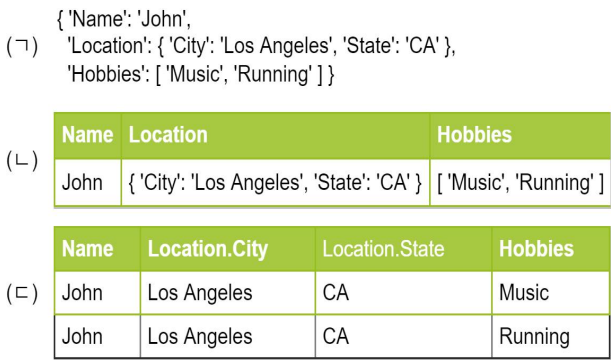 (ㄱ) { 'Name': 'John',
'Location': { 'City': 'Los Angeles', 'State': 'CA' },
'Hobbies': [ 'Music', 'Running' ] }
(ㄴ)
Name Location Hobbies
John { 'City': 'Los Angeles', 'State': 'CA' } [ 'Music', 'Running' ]
(ㄷ)
Name Location.City Location.State Hobbies
John Los Angeles CA Music
John Los Angeles CA Running